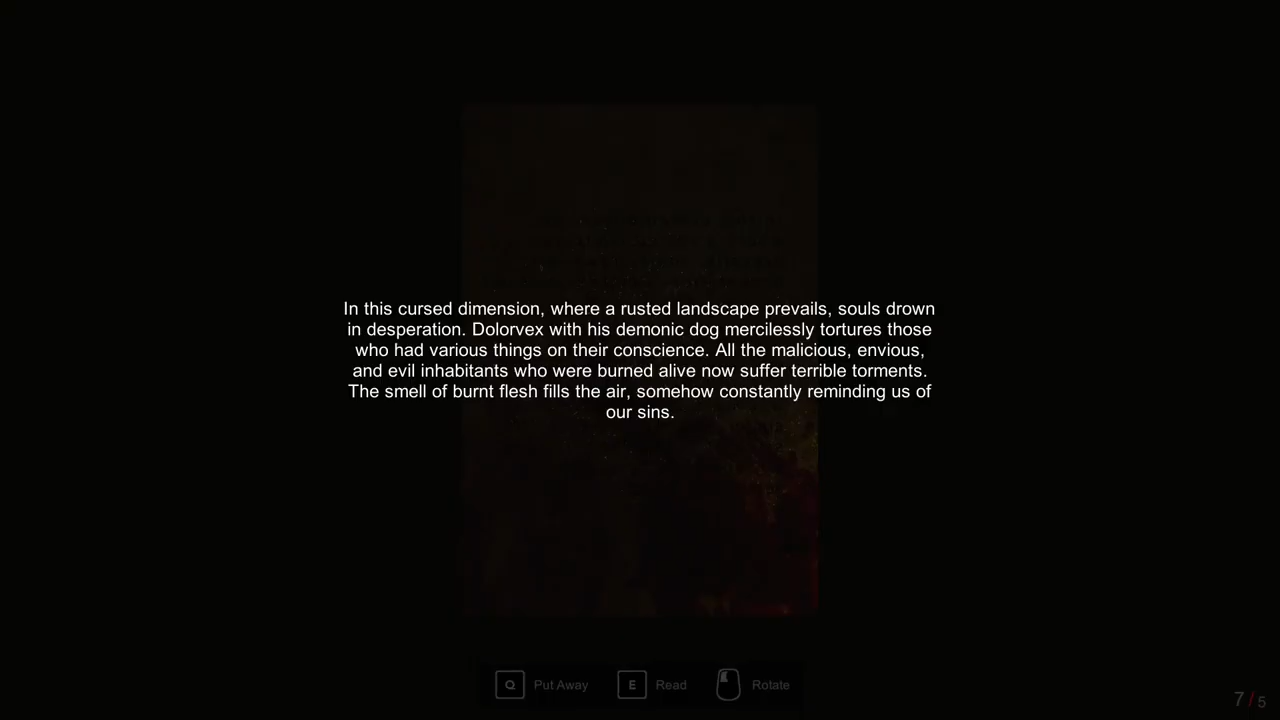 In this cursed dimension, where a rusted landscape prevails, souls drown
in desperation. Dolorvex with his demonic dog mercilessly tortures those
who had various things on their conscience. All the malicious, envious,
and evil inhabitants who were burned alive now suffer terrible torments.
The smell of burnt flesh fills the air, somehow constantly reminding us of
our sins.
Q Put Away E Read Rotate
7/5